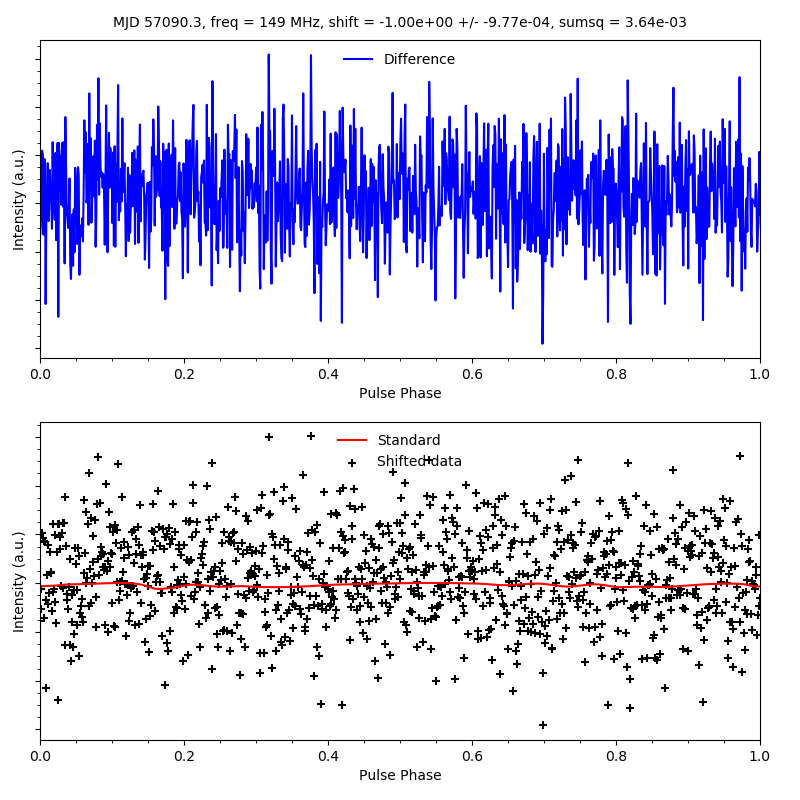 MJD 57090.3, freq = 149 MHz, shift = -1.00e+00 +/- -9.77e-04, sumsq = 3.64e-03
Difference
Intensity (a.u.)
0.0 0.2 0.4 0.6 0.8 1.0
Pulse Phase
Standard
Shifted data
Intensity (a.u.)
0.0 0.2 0.4 0.6 0.8 1.0
Pulse Phase